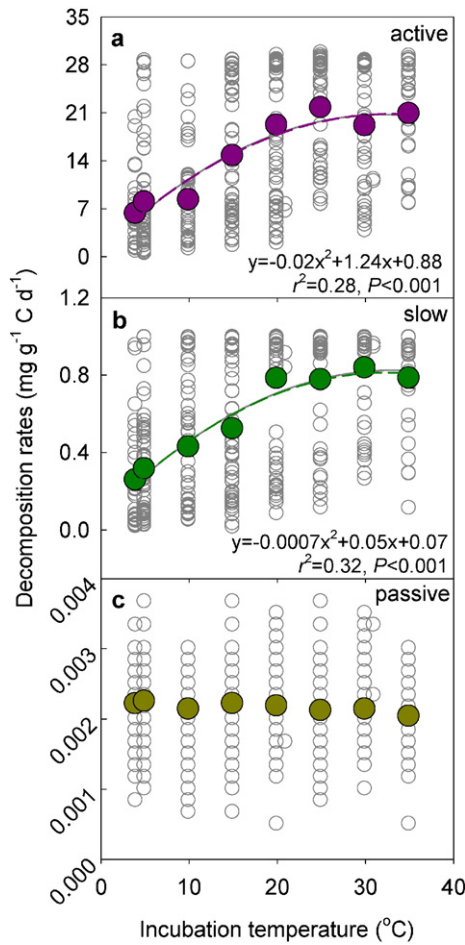 35
a
active
28
21
14
7
0
y=-0.02x²+1.24x+0.88
r²=0.28, P<0.001
1.2
b
slow
0.8
0.4
0.0
y=-0.0007x²+0.05x+0.07
r²=0.32, P<0.001
0.004
c
passive
0.003
0.002
0.001
0.000
Decomposition rates (mg g⁻¹ C d⁻¹)
0 10 20 30 40
Incubation temperature (°C)